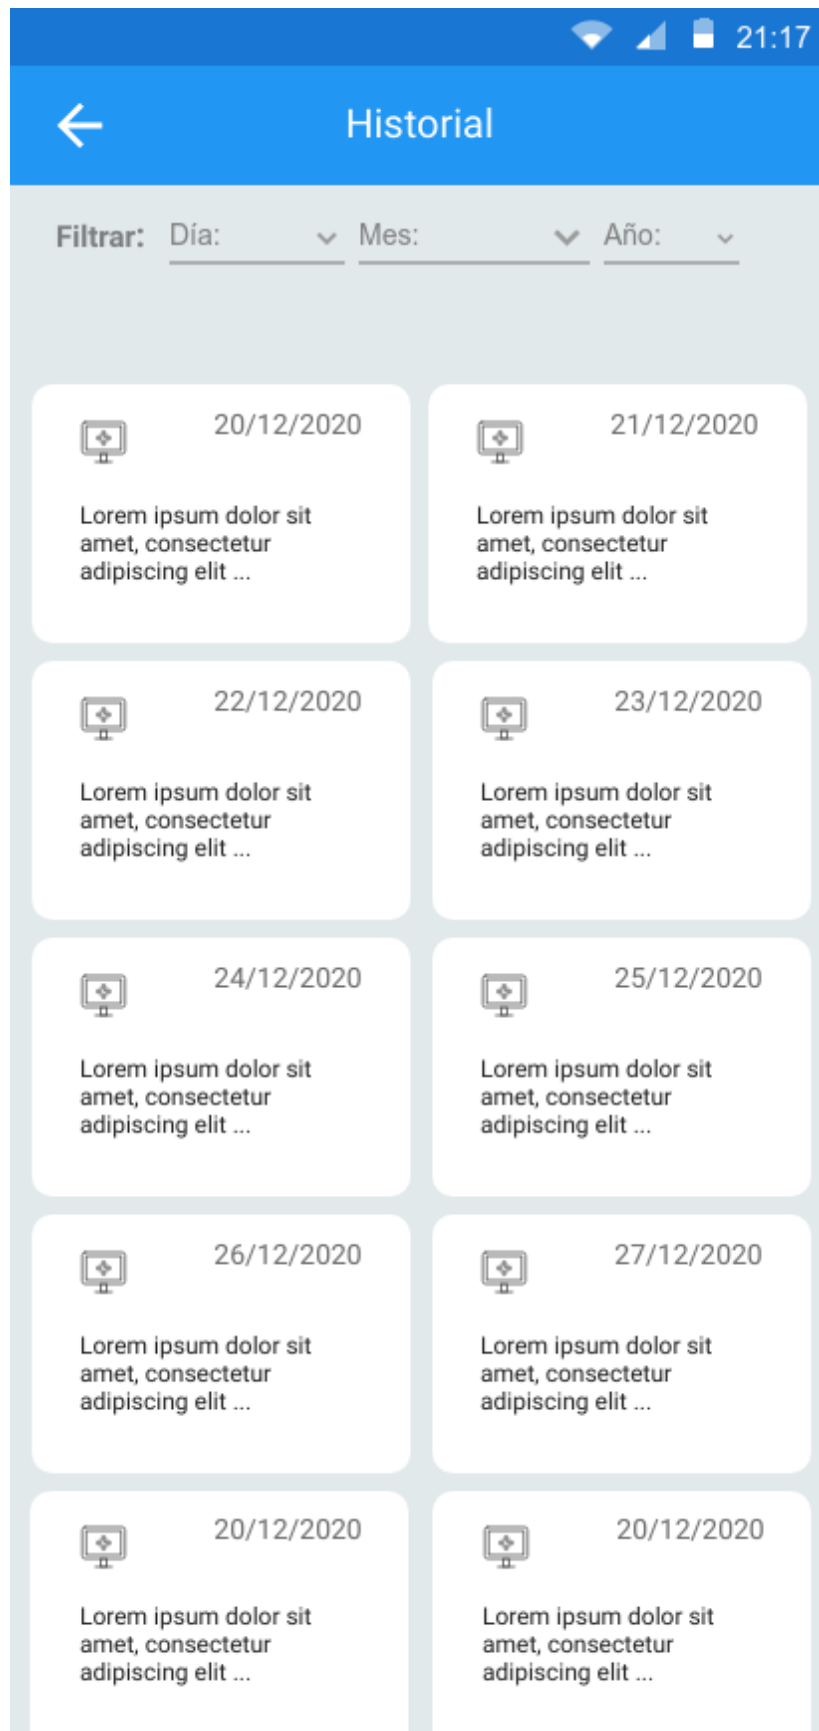 21:17
Historial
Filtrar: Día: Mes: Año:
20/12/2020
Lorem ipsum dolor sit
amet, consectetur
adipiscing elit ...
21/12/2020
Lorem ipsum dolor sit
amet, consectetur
adipiscing elit ...
22/12/2020
Lorem ipsum dolor sit
amet, consectetur
adipiscing elit ...
23/12/2020
Lorem ipsum dolor sit
amet, consectetur
adipiscing elit ...
24/12/2020
Lorem ipsum dolor sit
amet, consectetur
adipiscing elit ...
25/12/2020
Lorem ipsum dolor sit
amet, consectetur
adipiscing elit ...
26/12/2020
Lorem ipsum dolor sit
amet, consectetur
adipiscing elit ...
27/12/2020
Lorem ipsum dolor sit
amet, consectetur
adipiscing elit ...
20/12/2020
Lorem ipsum dolor sit
amet, consectetur
adipiscing elit ...
20/12/2020
Lorem ipsum dolor sit
amet, consectetur
adipiscing elit ...